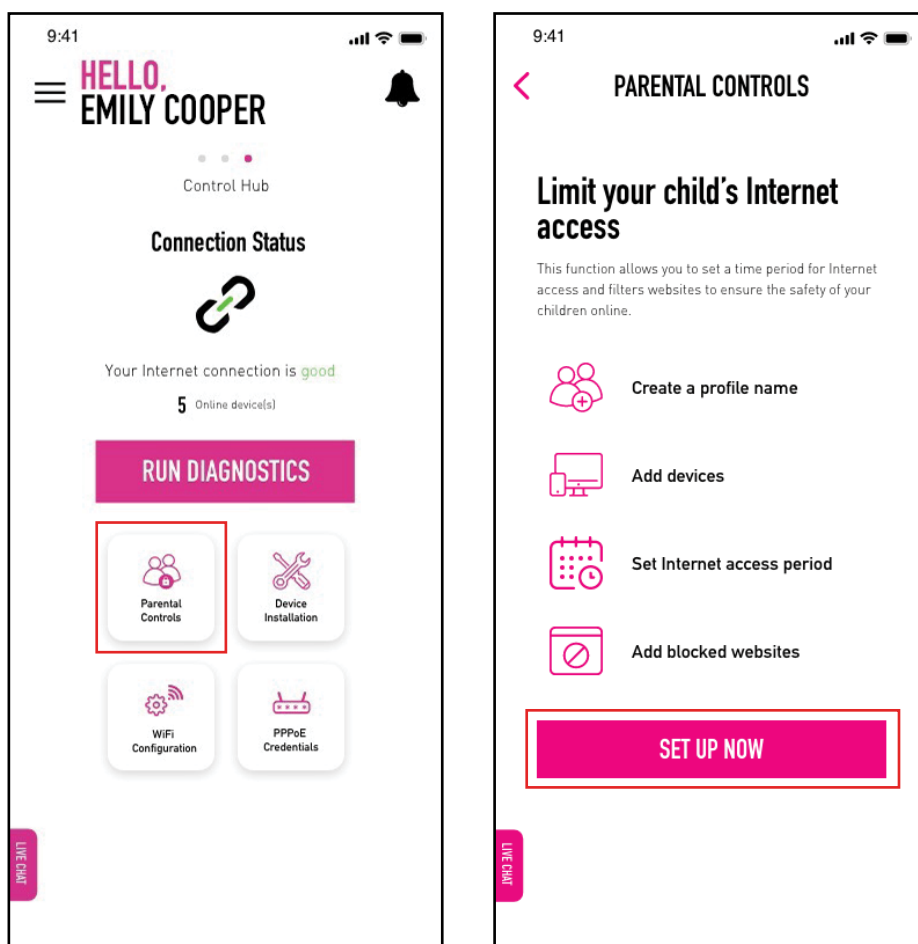 9:41
HELLO,
EMILY COOPER
Control Hub
Connection Status
Your Internet connection is good
5 Online device(s)
RUN DIAGNOSTICS
Parental
Controls
Device
Installation
WiFi
Configuration
PPPoE
Credentials
LIVE CHAT
9:41
PARENTAL CONTROLS
Limit your child's Internet
access
This function allows you to set a time period for Internet
access and filters websites to ensure the safety of your
children online.
Create a profile name
Add devices
Set Internet access period
Add blocked websites
SET UP NOW
LIVE CHAT